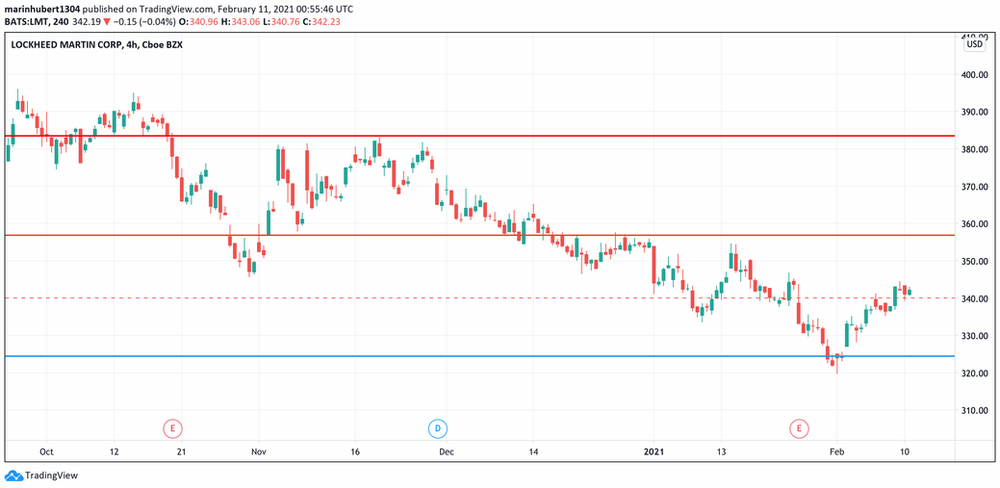 marinhubert1304 published on TradingView.com, February 11, 2021 00:55:46 UTC
BATS:LMT, 240 342.19 ▼ −0.15 (−0.04%) O:340.96 H:343.06 L:340.76 C:342.23
LOCKHEED MARTIN CORP, 4h, Cboe BZX
410.00
USD
400.00
390.00
380.00
370.00
360.00
350.00
340.00
330.00
320.00
310.00
E
D
E
Oct 12 21 Nov 16 Dec 14 2021 13 Feb 10
TradingView